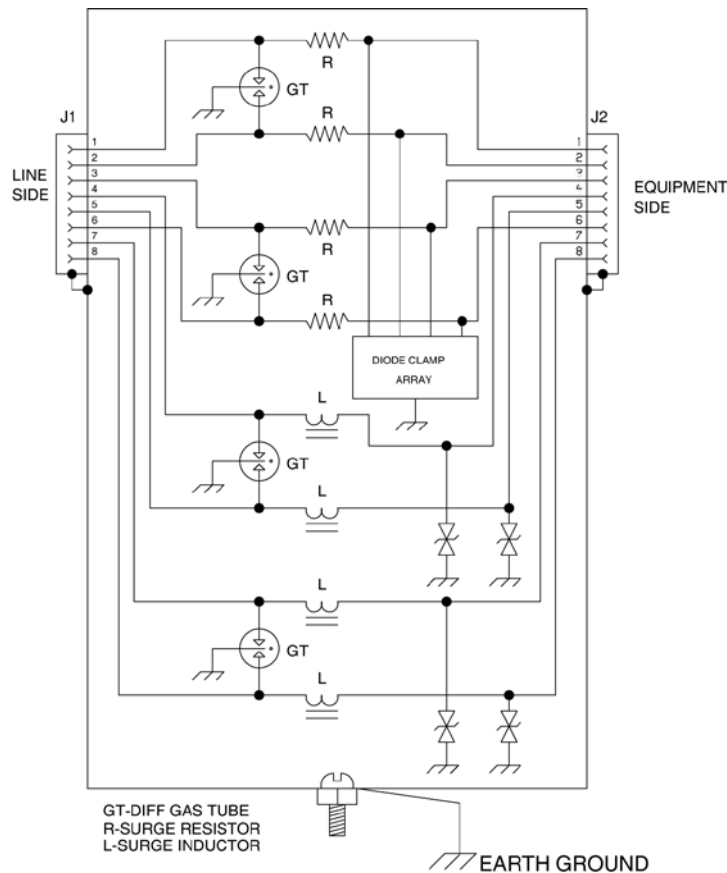 R
GT
J1
J2
R
1
2
3
4
5
6
7
8
LINE
SIDE
1
2
3
4
5
6
7
8
EQUIPMENT
SIDE
R
GT
R
DIODE CLAMP
ARRAY
L
GT
L
L
GT
L
GT-DIFF GAS TUBE
R-SURGE RESISTOR
L-SURGE INDUCTOR
EARTH GROUND